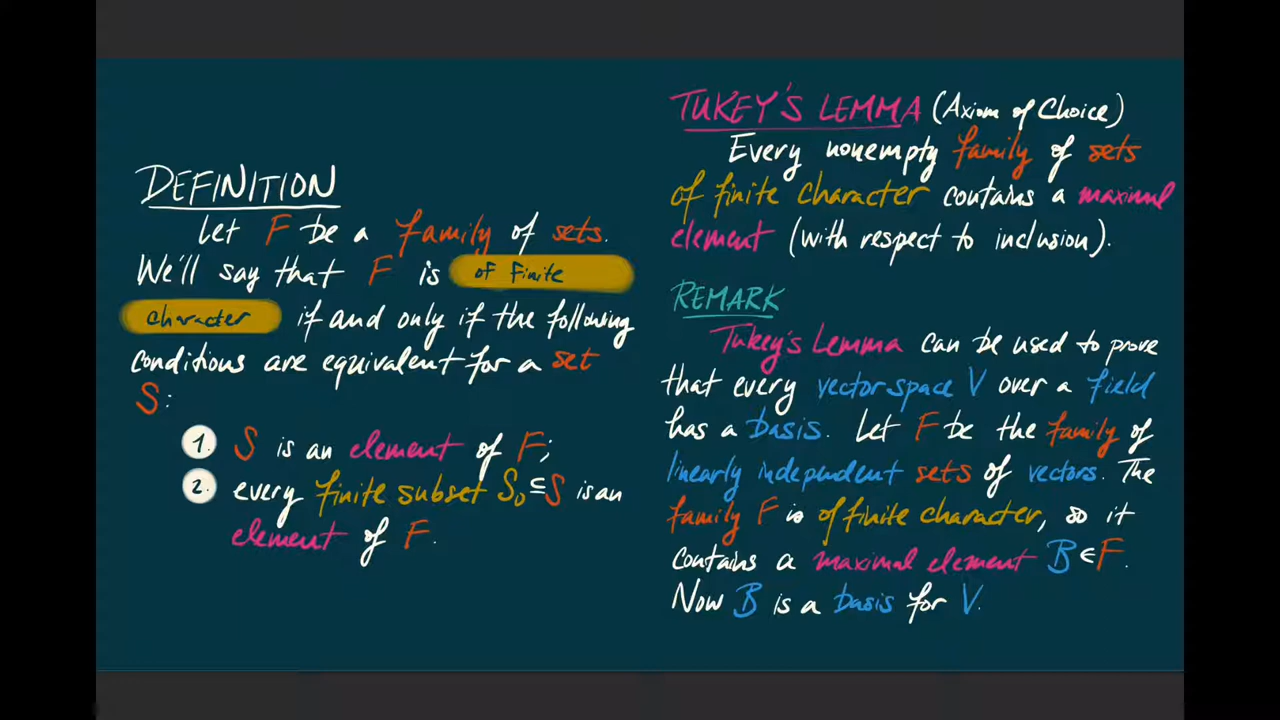 DEFINITION
Let F be a family of sets.
We'll say that F is of finite
character if and only if the following
conditions are equivalent for a set
S:
1. S is an element of F;
2. every finite subset S₀ ⊆ S is an
element of F.
TUKEY'S LEMMA (Axiom of Choice)
Every nonempty family of sets
of finite character contains a maximal
element (with respect to inclusion).
REMARK
Tukey's Lemma can be used to prove
that every vector space V over a field
has a basis. Let F be the family of
linearly independent sets of vectors. The
family F is of finite character, so it
contains a maximal element B ∈ F.
Now B is a basis for V.